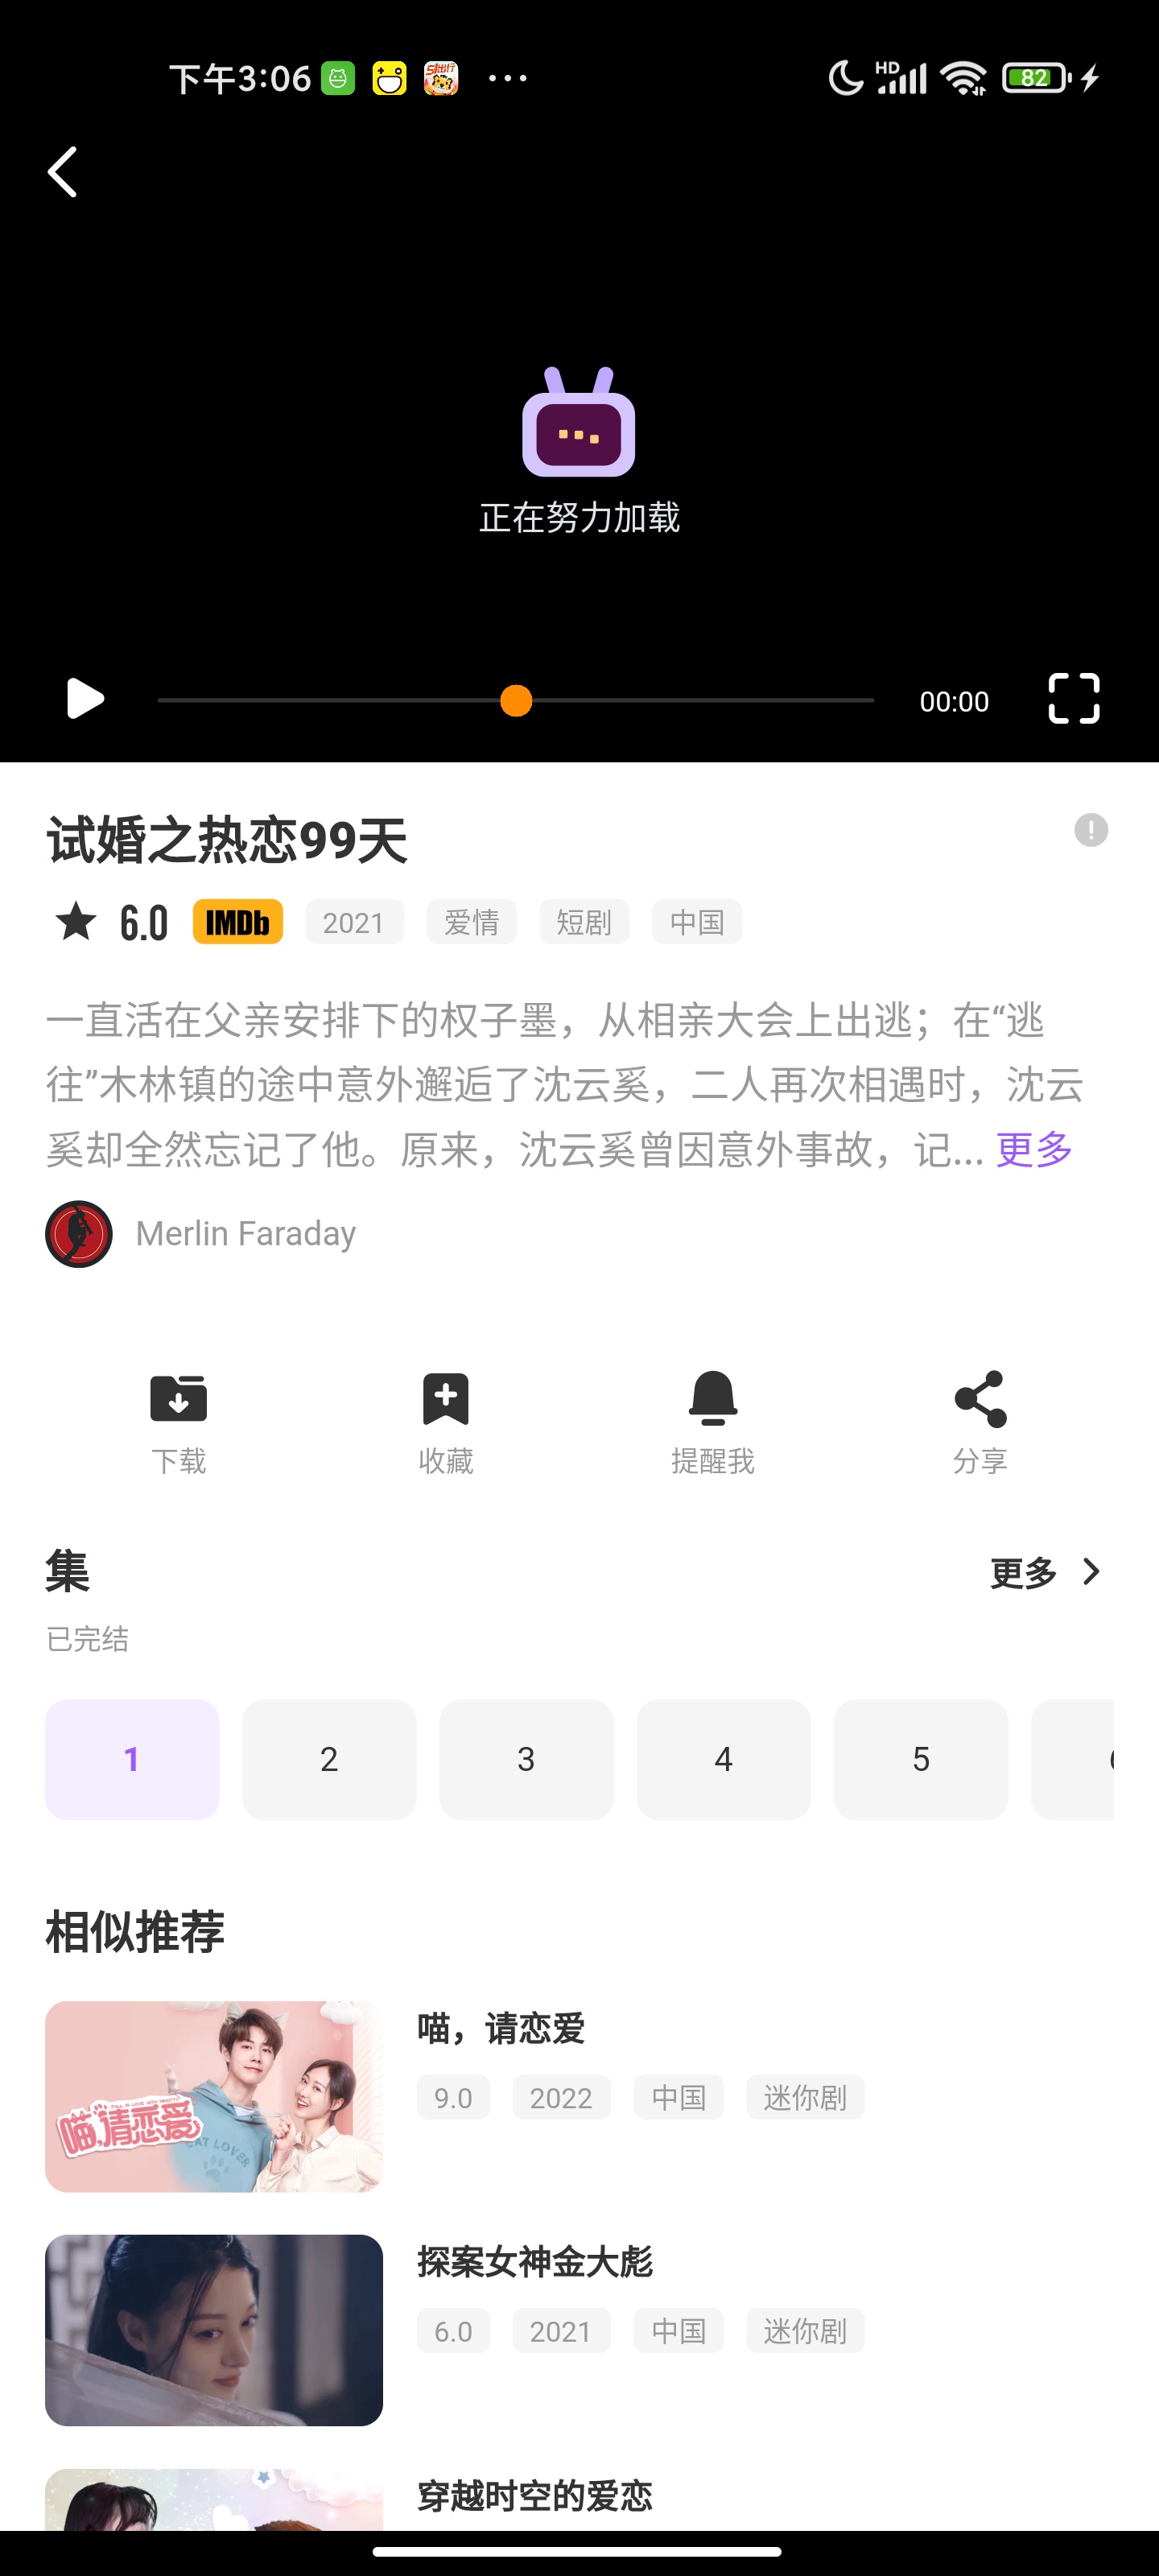 下午3:06
HD
82
正在努力加载
00:00
试婚之热恋99天
6.0 IMDb 2021 爱情 短剧 中国
一直活在父亲安排下的权子墨，从相亲大会上出逃；在“逃
往”木林镇的途中意外邂逅了沈云奚，二人再次相遇时，沈云
奚却全然忘记了他。原来，沈云奚曾因意外事故，记... 更多
Merlin Faraday
下载 收藏 提醒我 分享
集 更多
已完结
1 2 3 4 5
相似推荐
喵，请恋爱
9.0 2022 中国 迷你剧
喵,请恋爱
CAT LOVER
探案女神金大彪
6.0 2021 中国 迷你剧
穿越时空的爱恋